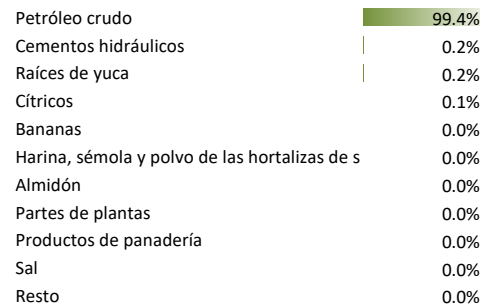 Petróleo crudo 99.4%
Cementos hidráulicos 0.2%
Raíces de yuca 0.2%
Cítricos 0.1%
Bananas 0.0%
Harina, sémola y polvo de las hortalizas de s 0.0%
Almidón 0.0%
Partes de plantas 0.0%
Productos de panadería 0.0%
Sal 0.0%
Resto 0.0%